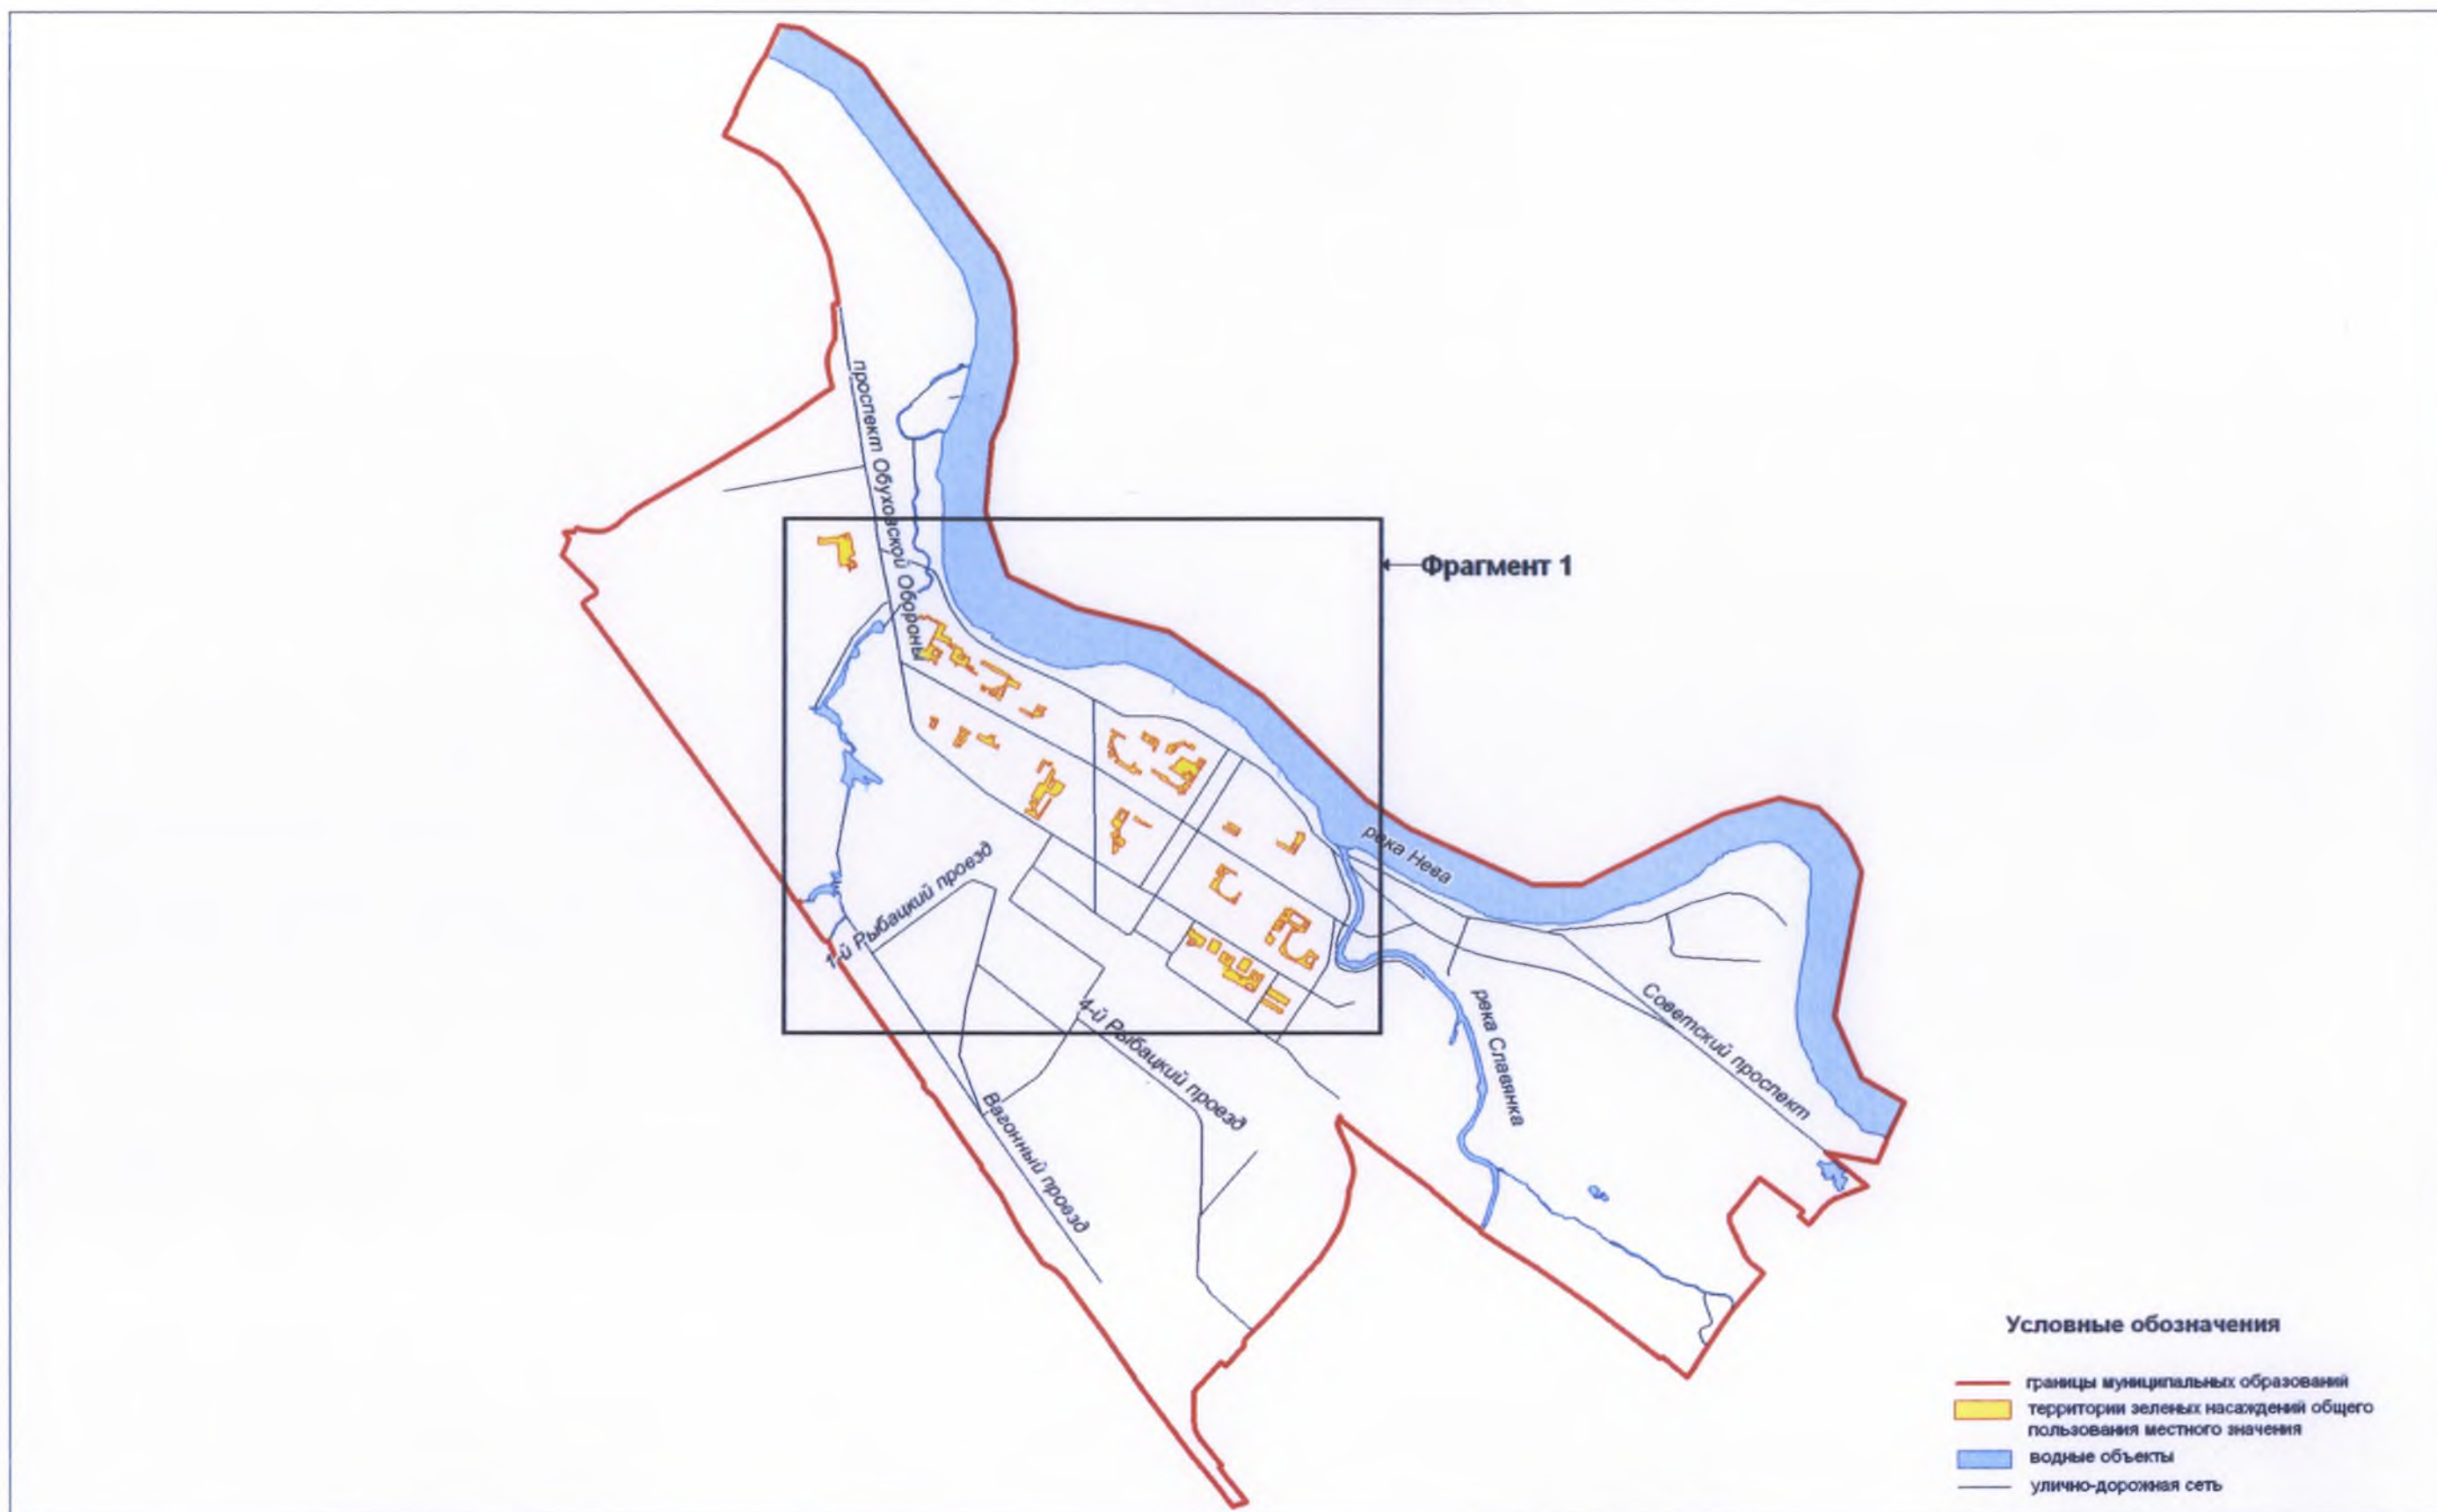 проспект Обуховской Обороны
Фрагмент 1
река Нева
1-й Рыбацкий проезд
4-й Рыбацкий проезд
река Славянка
Советский проспект
Вагонный проезд
Условные обозначения
границы муниципальных образований
территории зеленых насаждений общего
пользования местного значения
водные объекты
улично-дорожная сеть